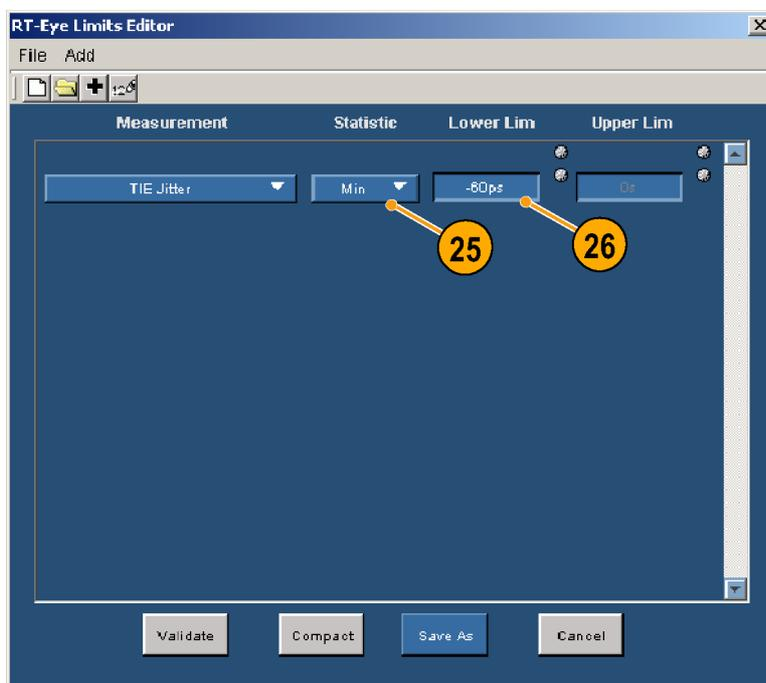 RT-Eye Limits Editor
File Add
Measurement Statistic Lower Lim Upper Lim
TIE Jitter Min -60ps 0s
25 26
Validate Compact Save As Cancel